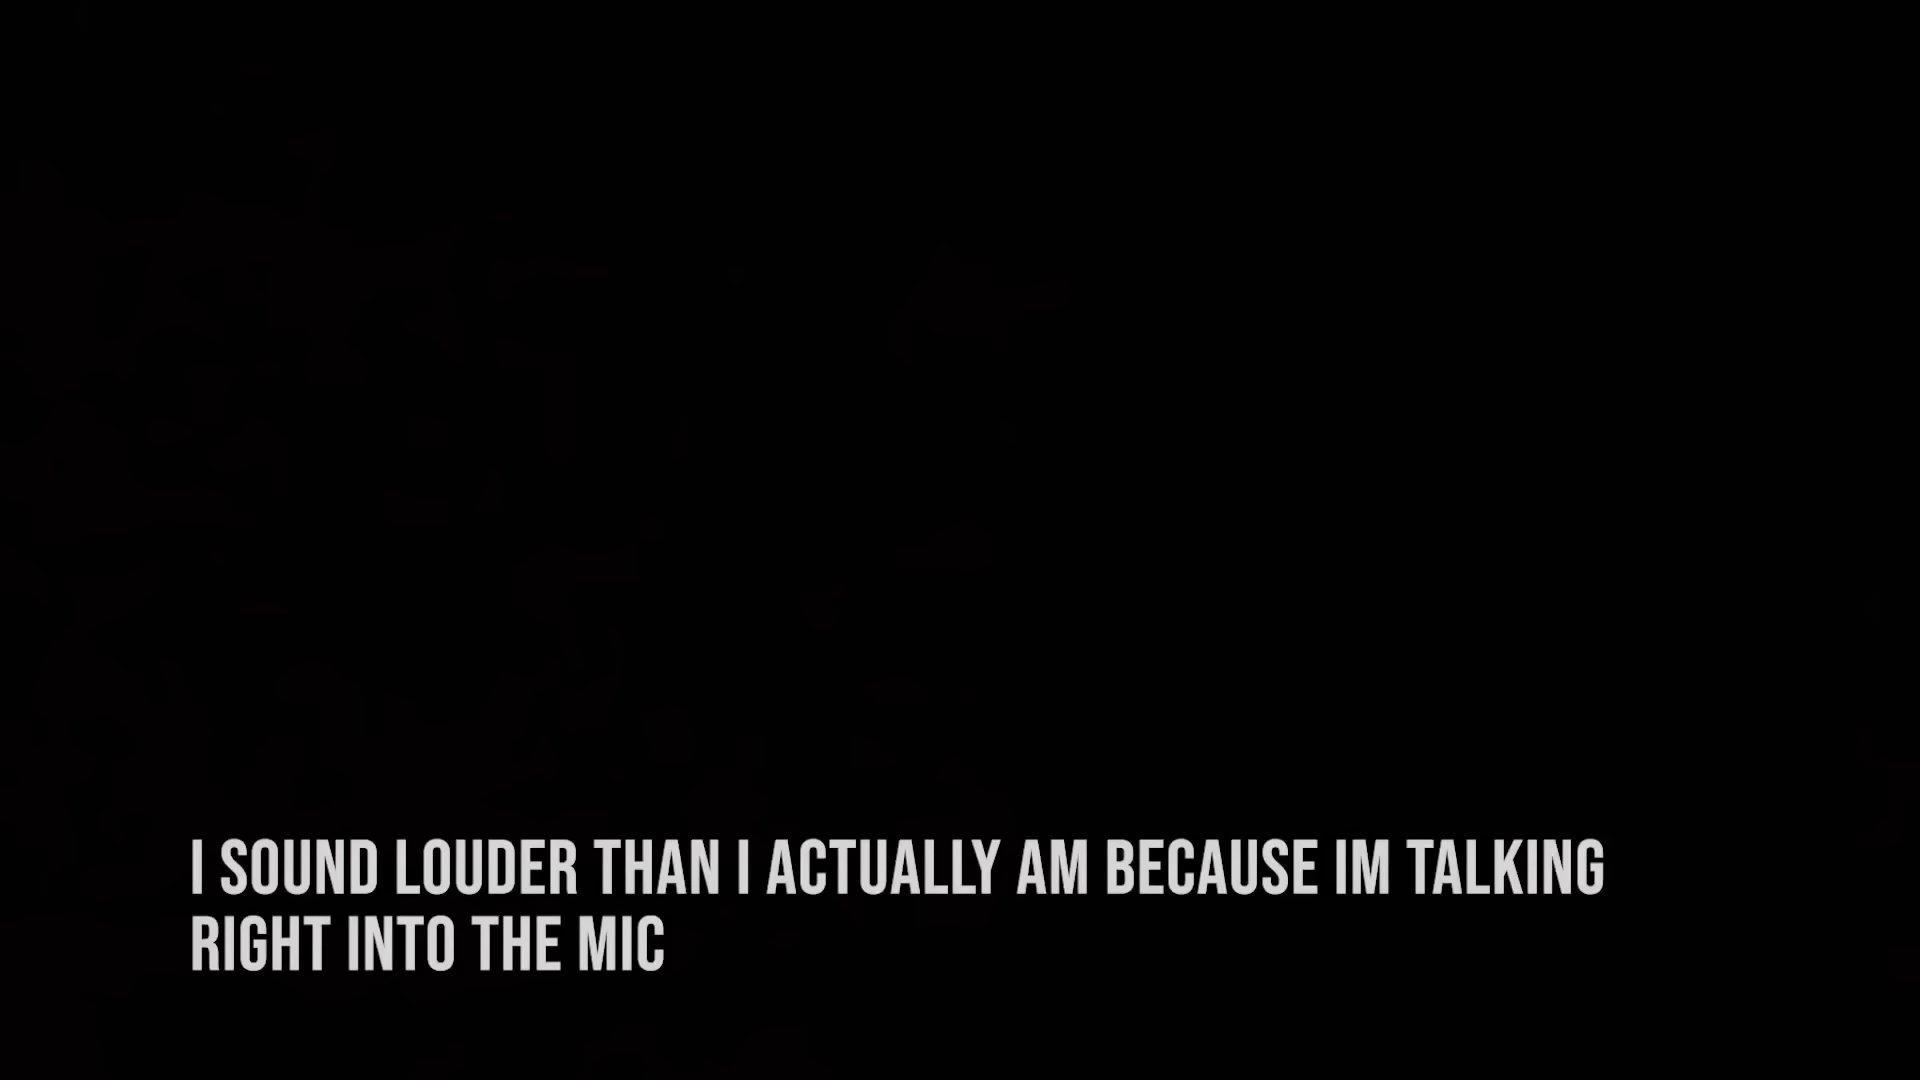 I SOUND LOUDER THAN I ACTUALLY AM BECAUSE IM TALKING
RIGHT INTO THE MIC